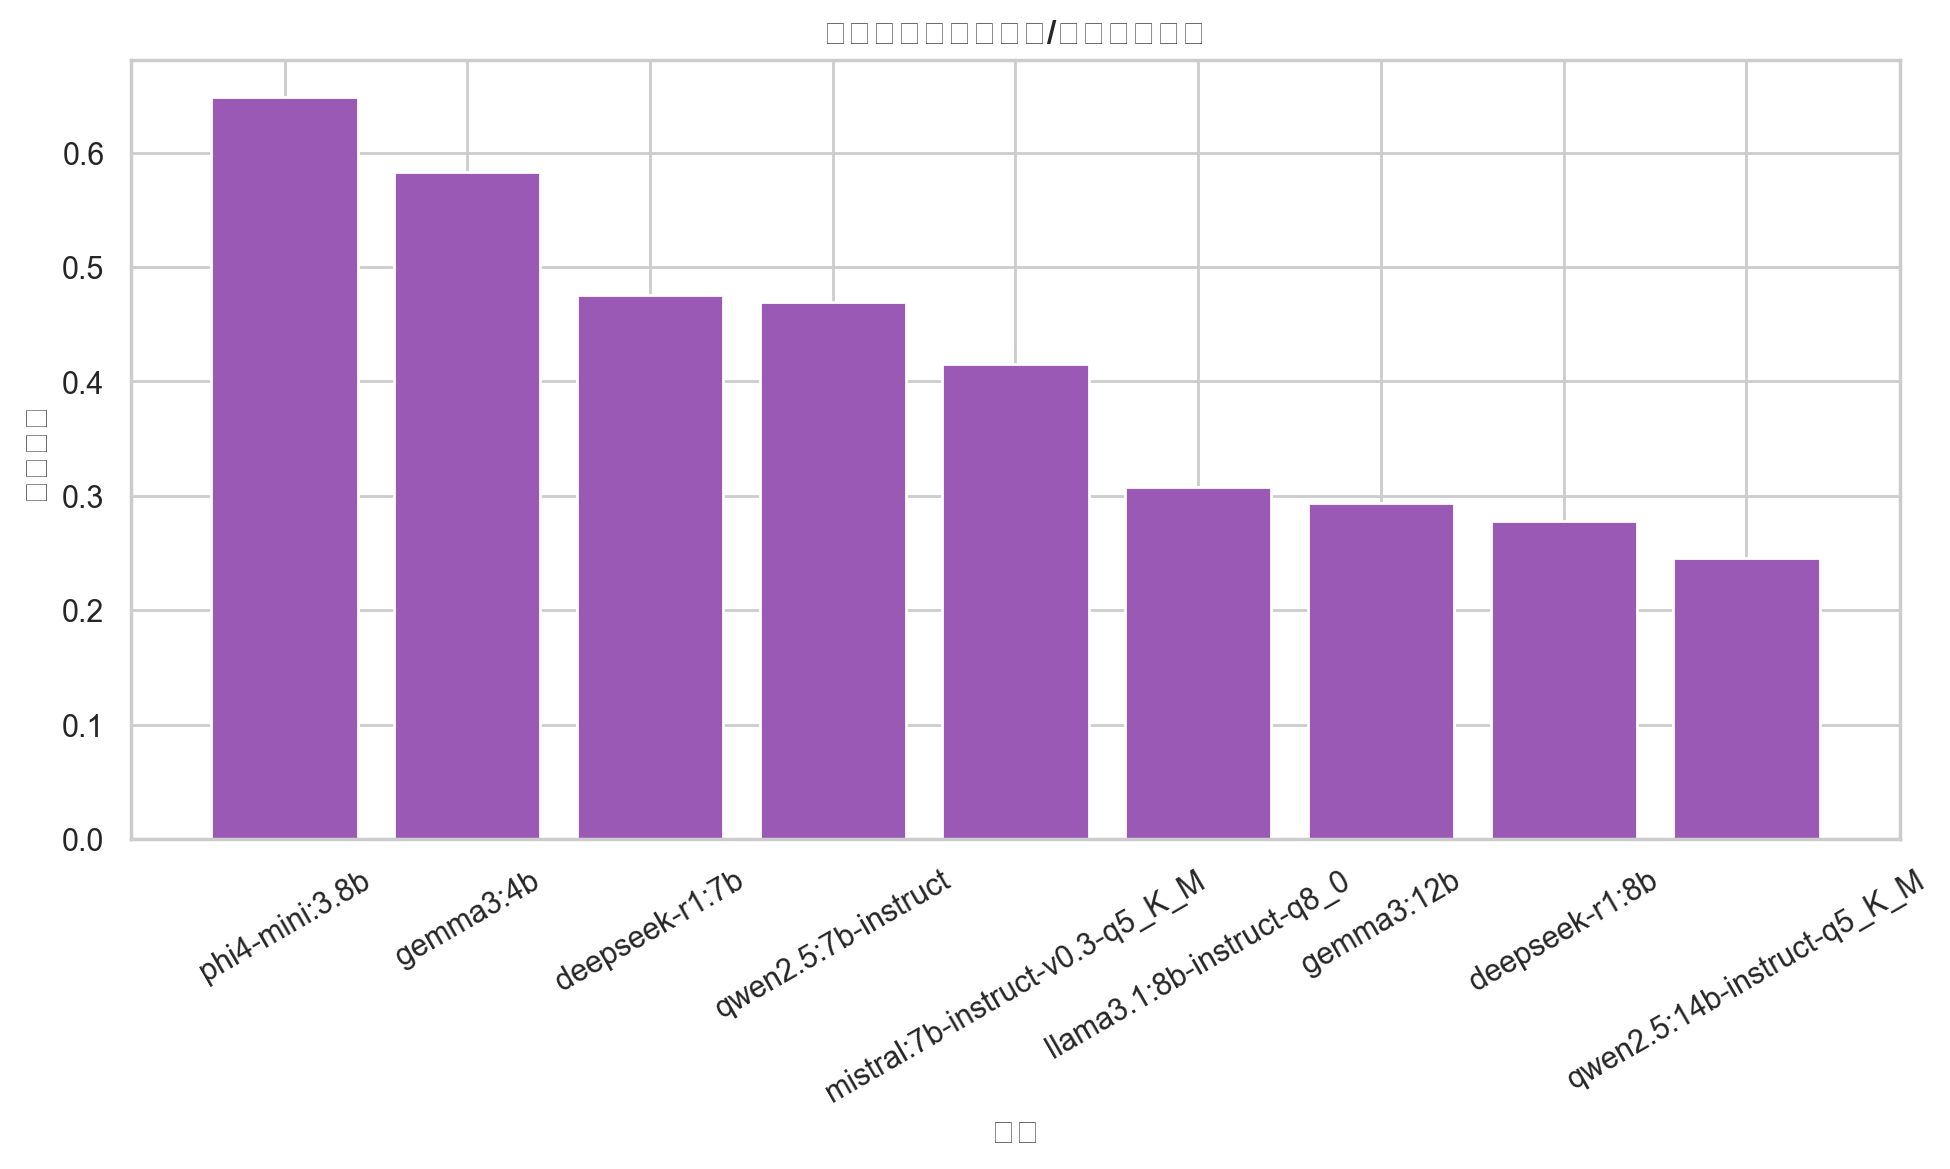 /
0.6
0.5
0.4
0.3
0.2
0.1
0.0
phi4-mini:3.8b
gemma3:4b
deepseek-r1:7b
qwen2.5:7b-instruct
mistral:7b-instruct-v0.3-q5_K_M
llama3.1:8b-instruct-q8_0
gemma3:12b
deepseek-r1:8b
qwen2.5:14b-instruct-q5_K_M